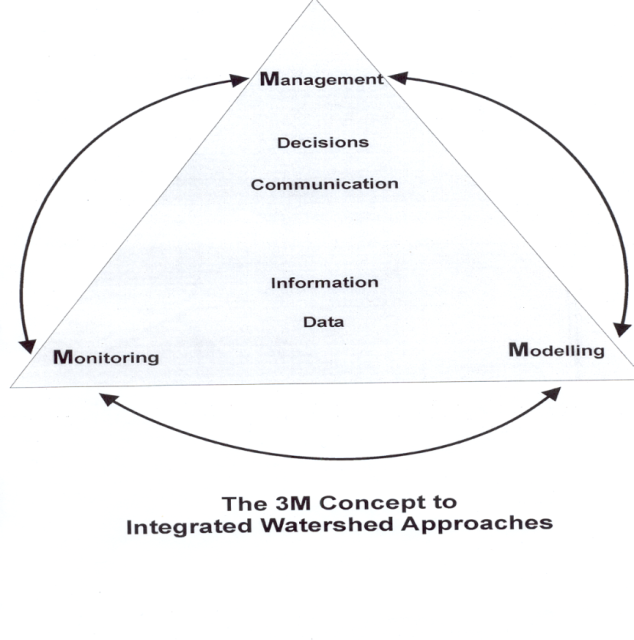 Management
Decisions
Communication
Information
Data
Monitoring
Modelling
The 3M Concept to
Integrated Watershed Approaches